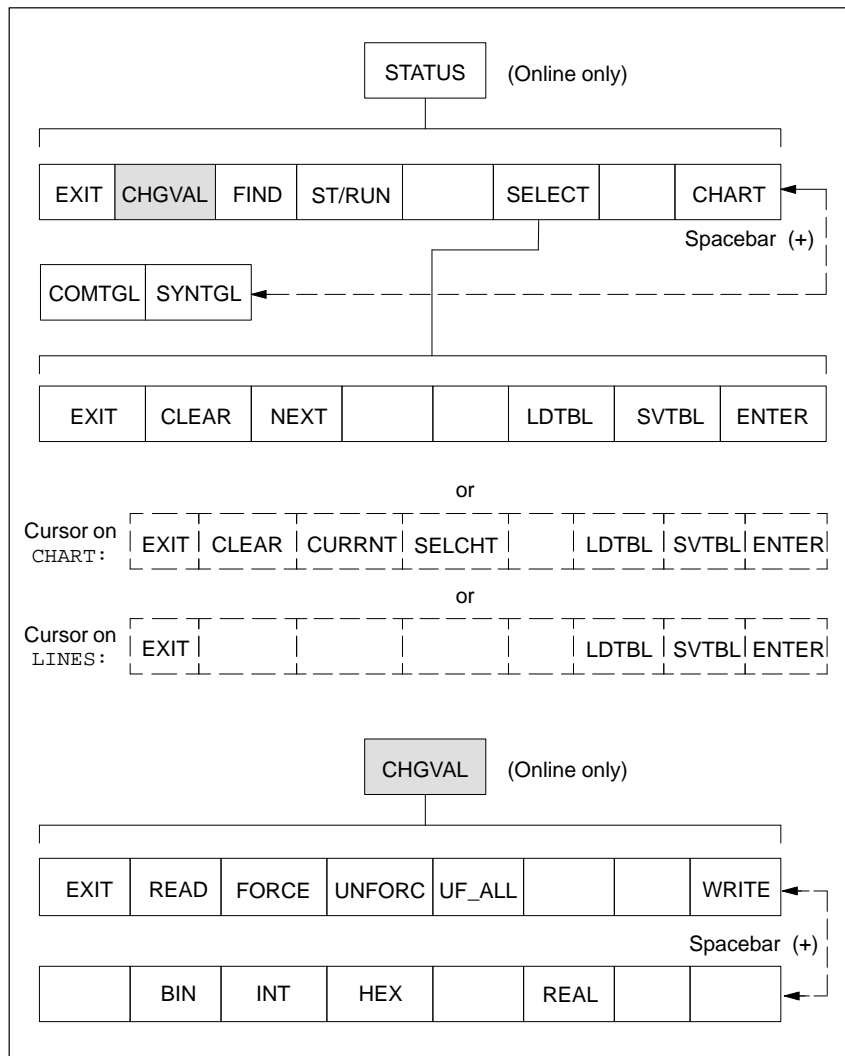 STATUS (Online only)
EXIT CHGVAL FIND ST/RUN SELECT CHART
Spacebar (+)
COMTGL SYNTGL
EXIT CLEAR NEXT LDTBL SVTBL ENTER
or
Cursor on
CHART:
EXIT CLEAR CURRNT SELCHT LDTBL SVTBL ENTER
or
Cursor on
LINES:
EXIT LDTBL SVTBL ENTER
CHGVAL (Online only)
EXIT READ FORCE UNFORC UF_ALL WRITE
Spacebar (+)
BIN INT HEX REAL